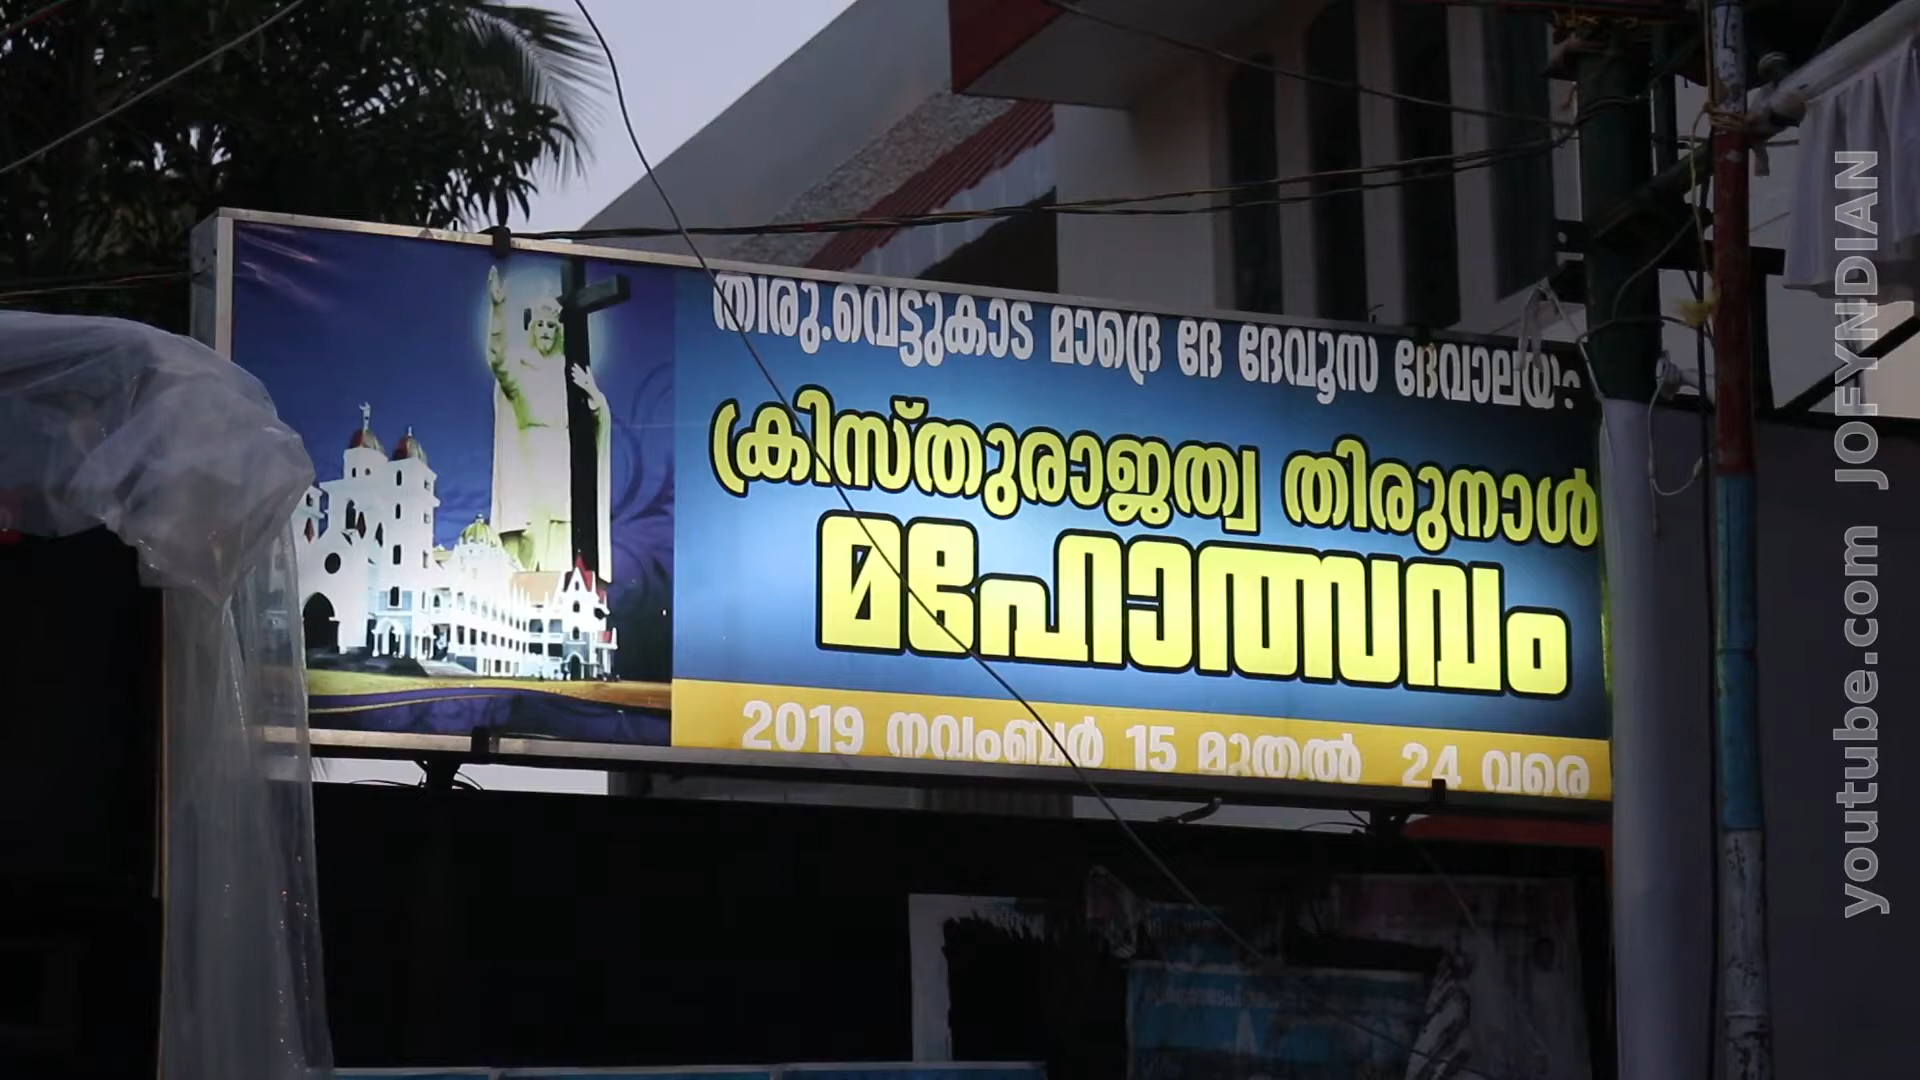 തിരു.വെട്ടുകാട് മാദ്രെ ദേ ദേവൂസ് ദേവാലയം
ക്രിസ്തുരാജത്വ തിരുനാൾ
മഹോത്സവം
2019 നവംബർ 15 മുതൽ 24 വരെ
youtube.com JOFYNDIAN